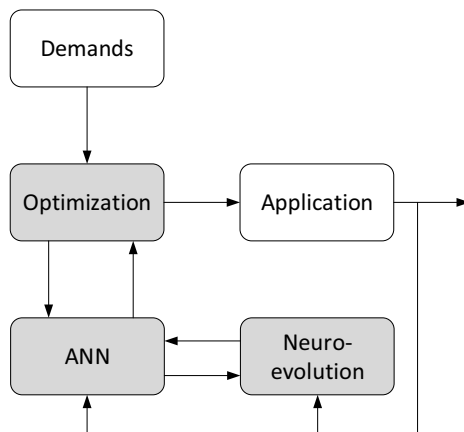 Demands
Optimization
Application
ANN
Neuro-
evolution